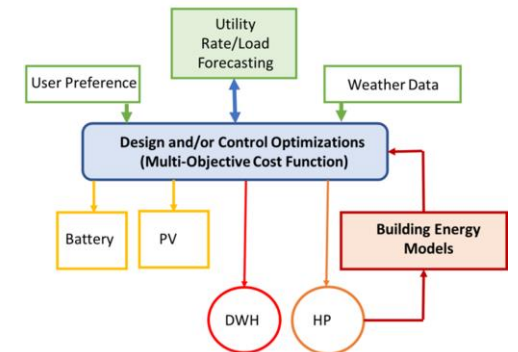 Utility
Rate/Load
Forecasting
User Preference
Weather Data
Design and/or Control Optimizations
(Multi-Objective Cost Function)
Battery
PV
Building Energy
Models
DWH
HP